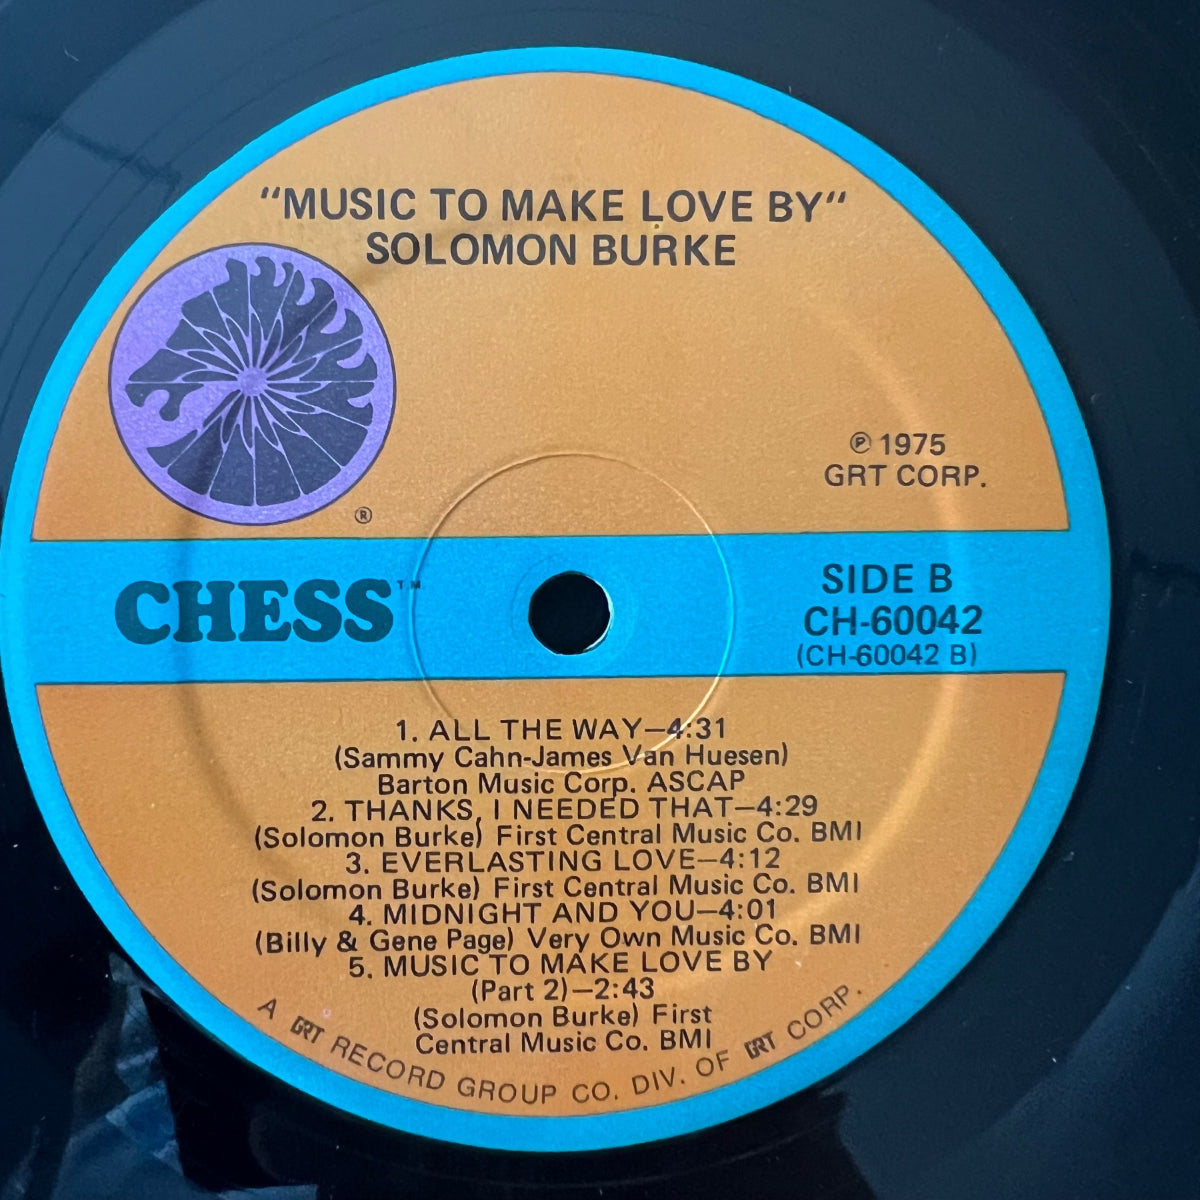 "MUSIC TO MAKE LOVE BY"
SOLOMON BURKE
®
℗ 1975
GRT CORP.
CHESS™
SIDE B
CH-60042
(CH-60042 B)
1. ALL THE WAY—4:31
(Sammy Cahn-James Van Huesen)
Barton Music Corp. ASCAP
2. THANKS, I NEEDED THAT—4:29
(Solomon Burke) First Central Music Co. BMI
3. EVERLASTING LOVE—4:12
(Solomon Burke) First Central Music Co. BMI
4. MIDNIGHT AND YOU—4:01
(Billy & Gene Page) Very Own Music Co. BMI
5. MUSIC TO MAKE LOVE BY
(Part 2)—2:43
(Solomon Burke) First
Central Music Co. BMI
A GRT RECORD GROUP CO. DIV. OF GRT CORP.